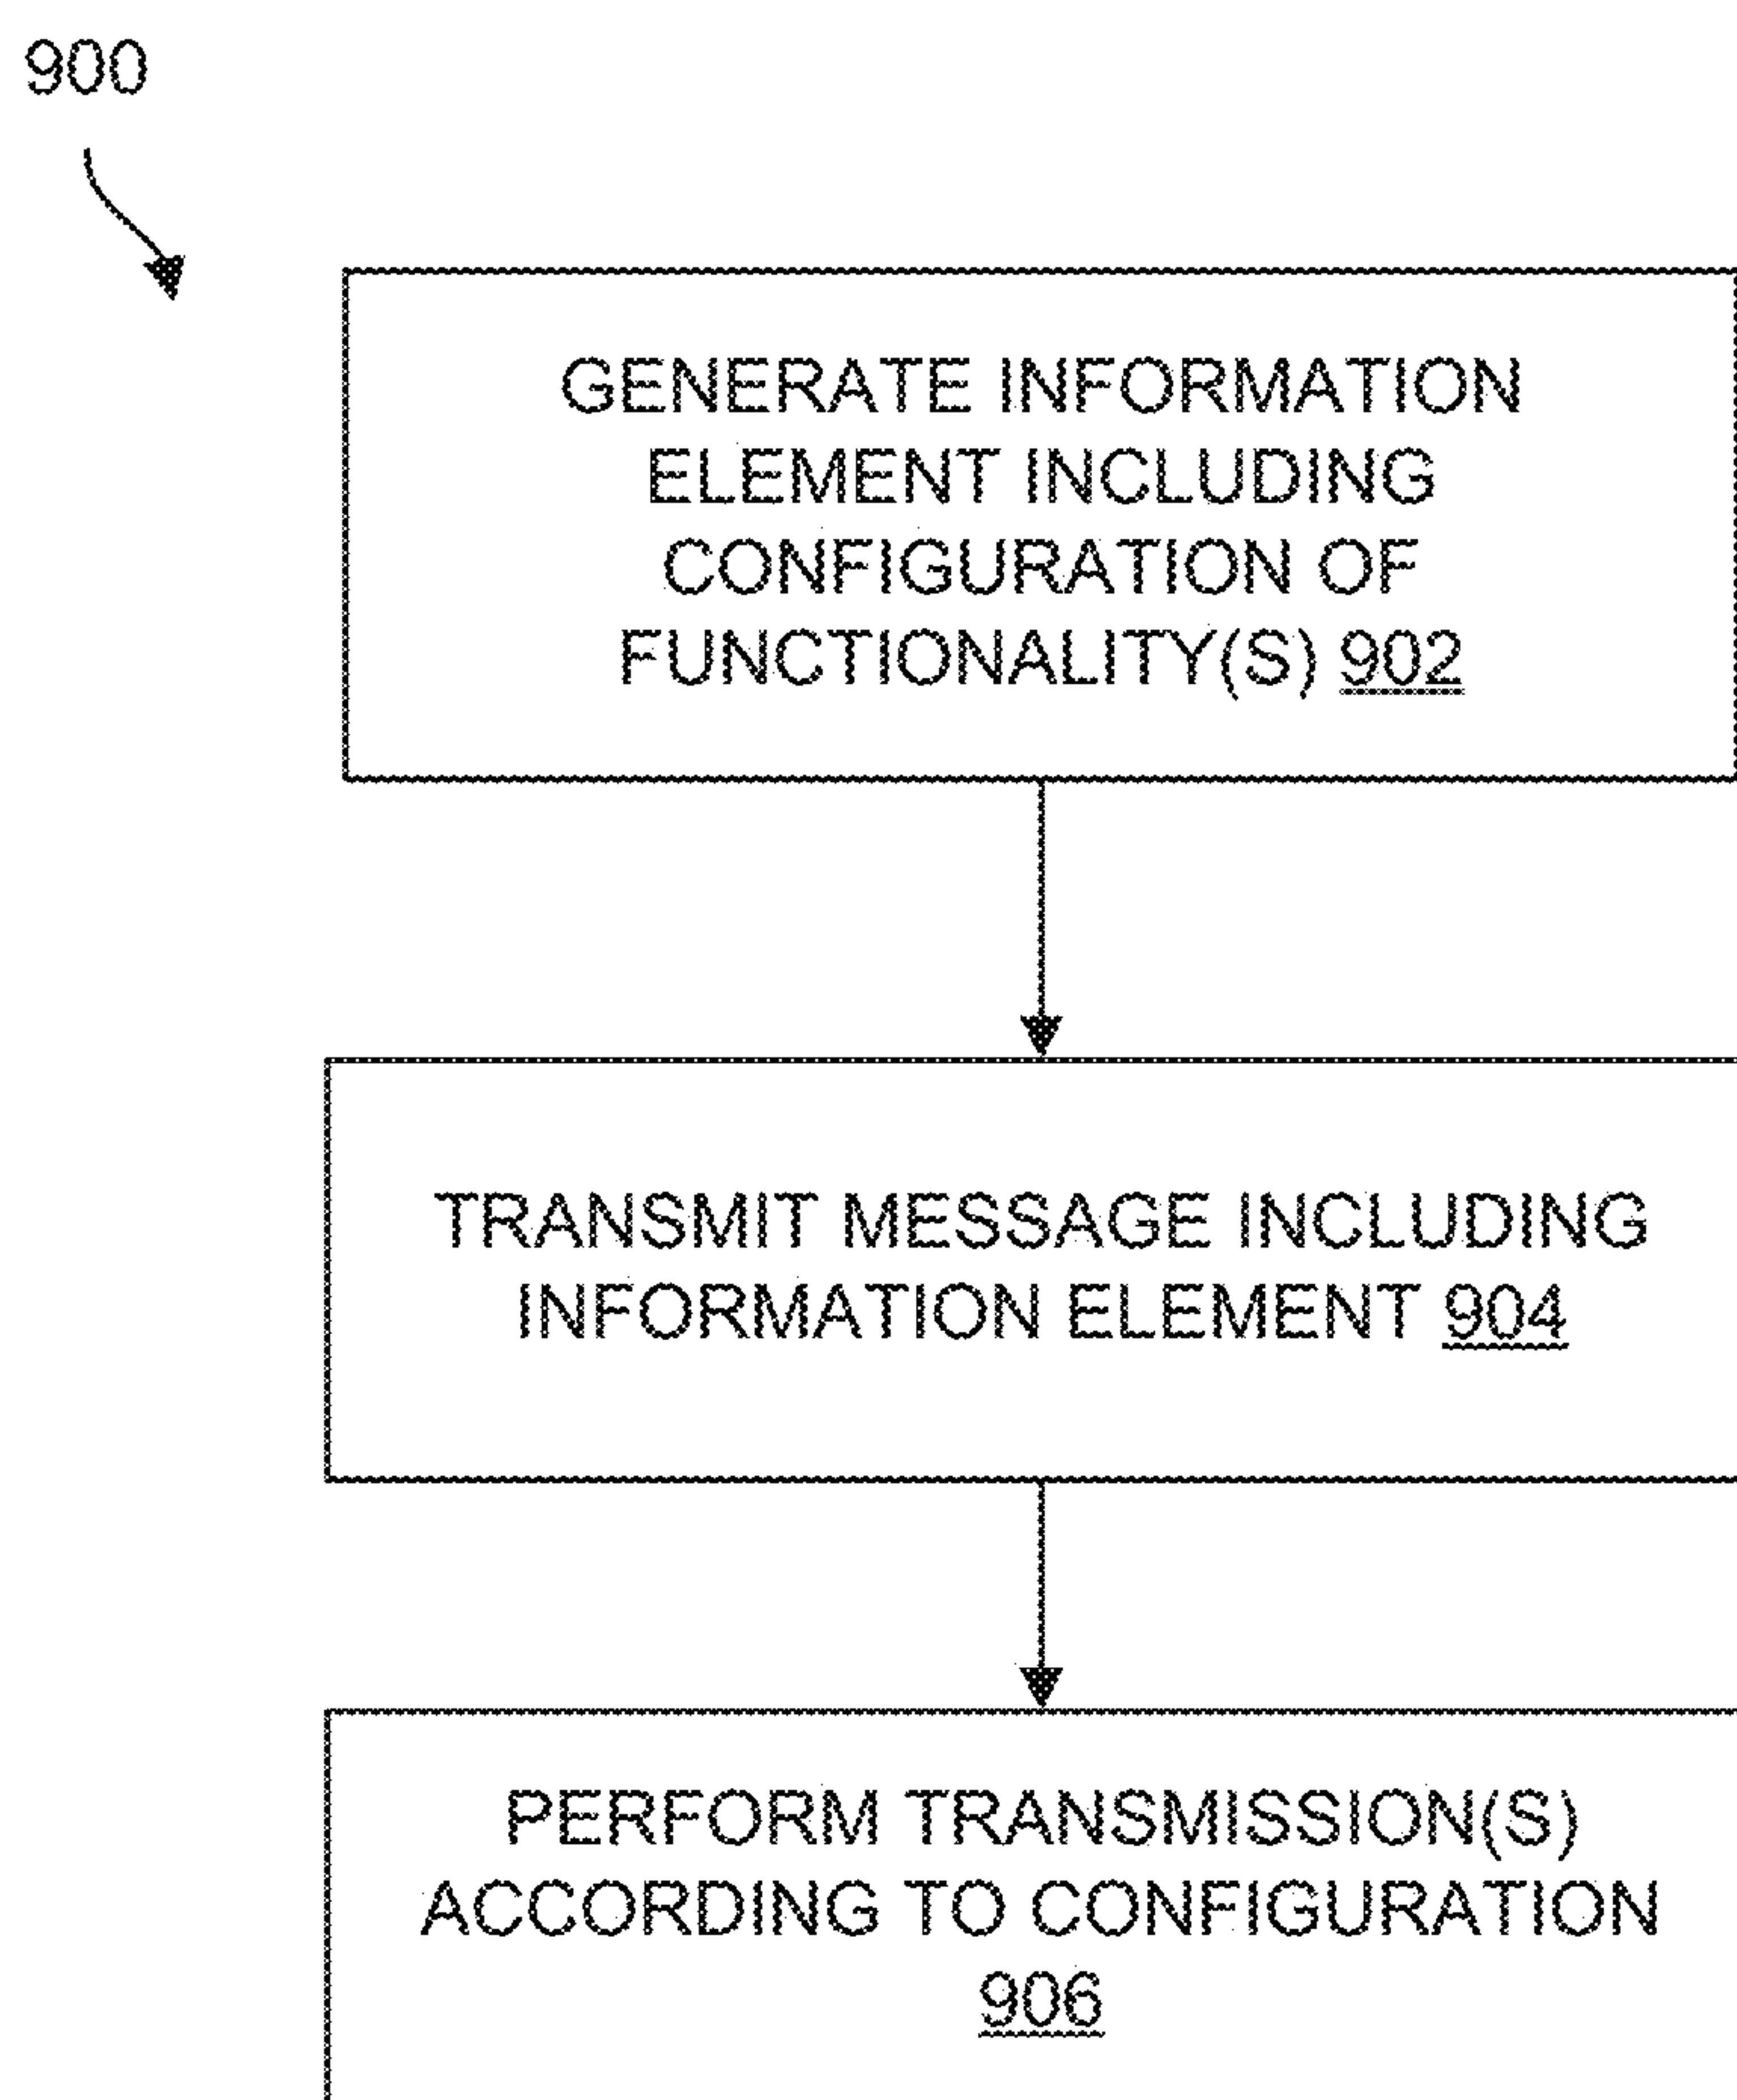 900
GENERATE INFORMATION
ELEMENT INCLUDING
CONFIGURATION OF
FUNCTIONALITY(S) 902
TRANSMIT MESSAGE INCLUDING
INFORMATION ELEMENT 904
PERFORM TRANSMISSION(S)
ACCORDING TO CONFIGURATION
906